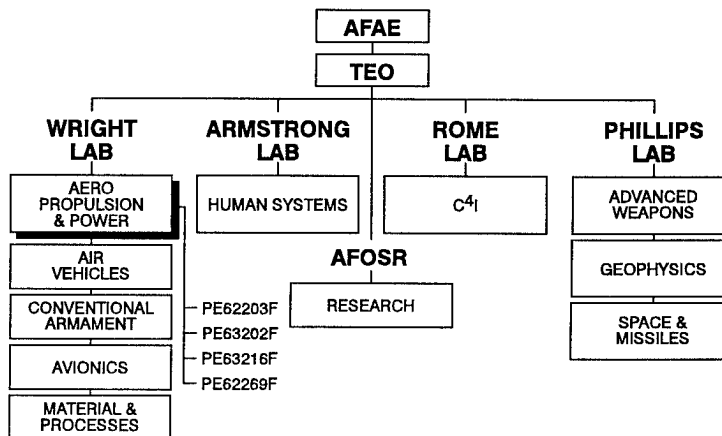 AFAE
TEO
WRIGHT
LAB
AERO
PROPULSION
& POWER
AIR
VEHICLES
CONVENTIONAL
ARMAMENT
AVIONICS
MATERIAL &
PROCESSES
PE62203F
PE63202F
PE63216F
PE62269F
ARMSTRONG
LAB
HUMAN SYSTEMS
AFOSR
RESEARCH
ROME
LAB
C⁴I
PHILLIPS
LAB
ADVANCED
WEAPONS
GEOPHYSICS
SPACE &
MISSILES